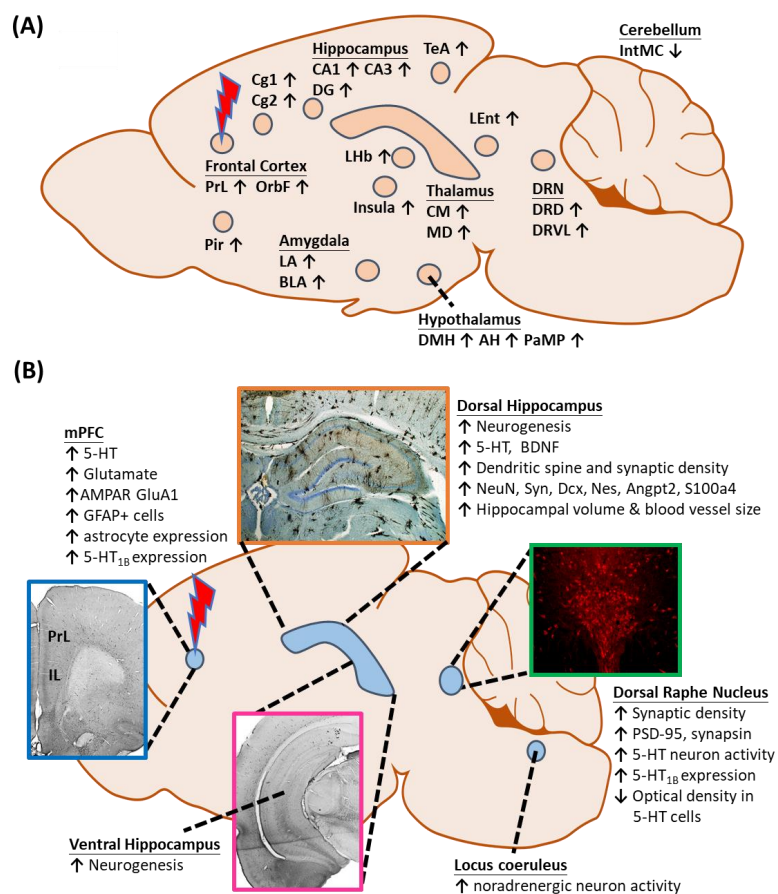 (A)
Cerebellum
IntMC ↓
Hippocampus
CA1 ↑ CA3 ↑
DG ↑
TeA ↑
Cg1 ↑
Cg2 ↑
LEnt ↑
LHb ↑
Frontal Cortex
PrL ↑ OrbF ↑
Insula ↑
Thalamus
CM ↑
MD ↑
DRN
DRD ↑
DRVL ↑
Pir ↑
Amygdala
LA ↑
BLA ↑
Hypothalamus
DMH ↑ AH ↑ PaMP ↑
(B)
mPFC
↑ 5-HT
↑ Glutamate
↑ AMPAR GluA1
↑ GFAP+ cells
↑ astrocyte expression
↑ 5-HT1B expression
Dorsal Hippocampus
↑ Neurogenesis
↑ 5-HT, BDNF
↑ Dendritic spine and synaptic density
↑ NeuN, Syn, Dcx, Nes, Angpt2, S100a4
↑ Hippocampal volume & blood vessel size
PrL
IL
Dorsal Raphe Nucleus
↑ Synaptic density
↑ PSD-95, synapsin
↑ 5-HT neuron activity
↑ 5-HT1B expression
↓ Optical density in
5-HT cells
Ventral Hippocampus
↑ Neurogenesis
Locus coeruleus
↑ noradrenergic neuron activity